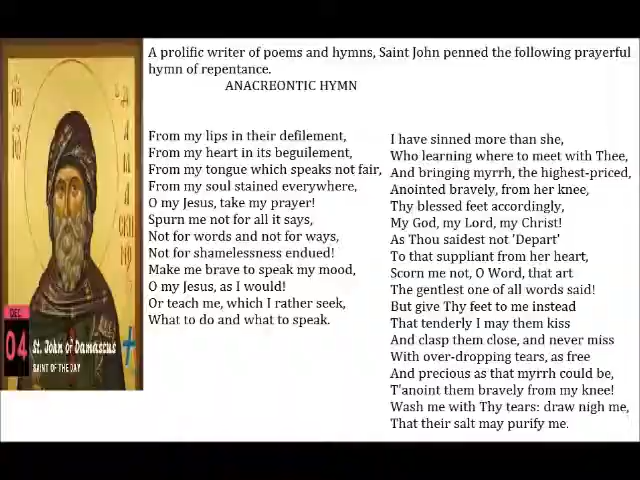 A prolific writer of poems and hymns, Saint John penned the following prayerful
hymn of repentance.
ANACREONTIC HYMN
From my lips in their defilement,
From my heart in its beguilement,
From my tongue which speaks not fair,
From my soul stained everywhere,
O my Jesus, take my prayer!
Spurn me not for all it says,
Not for words and not for ways,
Not for shamelessness endued!
Make me brave to speak my mood,
O my Jesus, as I would!
Or teach me, which I rather seek,
What to do and what to speak.
I have sinned more than she,
Who learning where to meet with Thee,
And bringing myrrh, the highest-priced,
Anointed bravely, from her knee,
Thy blessed feet accordingly,
My God, my Lord, my Christ!
As Thou saidest not 'Depart'
To that suppliant from her heart,
Scorn me not, O Word, that art
The gentlest one of all words said!
But give Thy feet to me instead
That tenderly I may them kiss
And clasp them close, and never miss
With over-dropping tears, as free
And precious as that myrrh could be,
T'anoint them bravely from my knee!
Wash me with Thy tears: draw nigh me,
That their salt may purify me.
DEC
04
St. John of Damascus
SAINT OF THE DAY